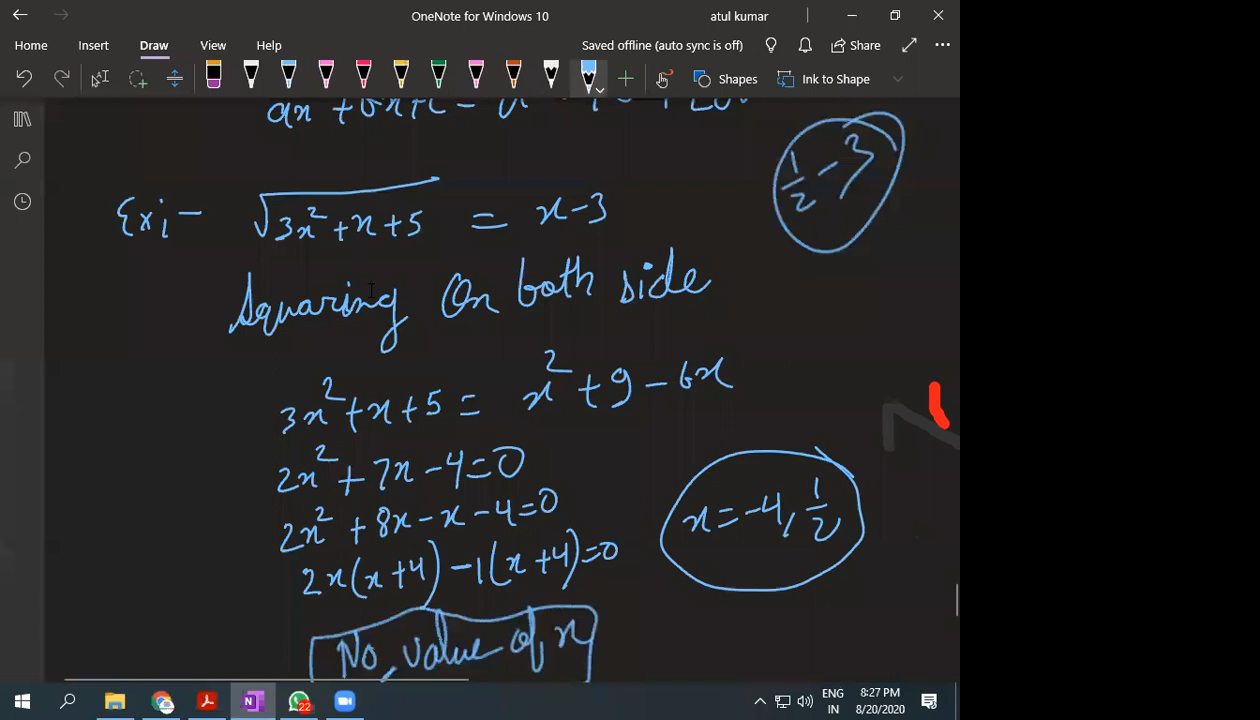 OneNote for Windows 10
atul kumar
Home Insert Draw View Help
Saved offline (auto sync is off)
Share
Shapes
Ink to Shape
Ex:- √3x²+x+5 = x-3
1/2 - 3
Squaring On both side
3x²+x+5 = x²+9-6x
2x²+7x-4=0
2x²+8x-x-4=0
x=-4, 1/2
2x(x+4)-1(x+4)=0
No, value of x
N
22
ENG
IN
8:27 PM
8/20/2020